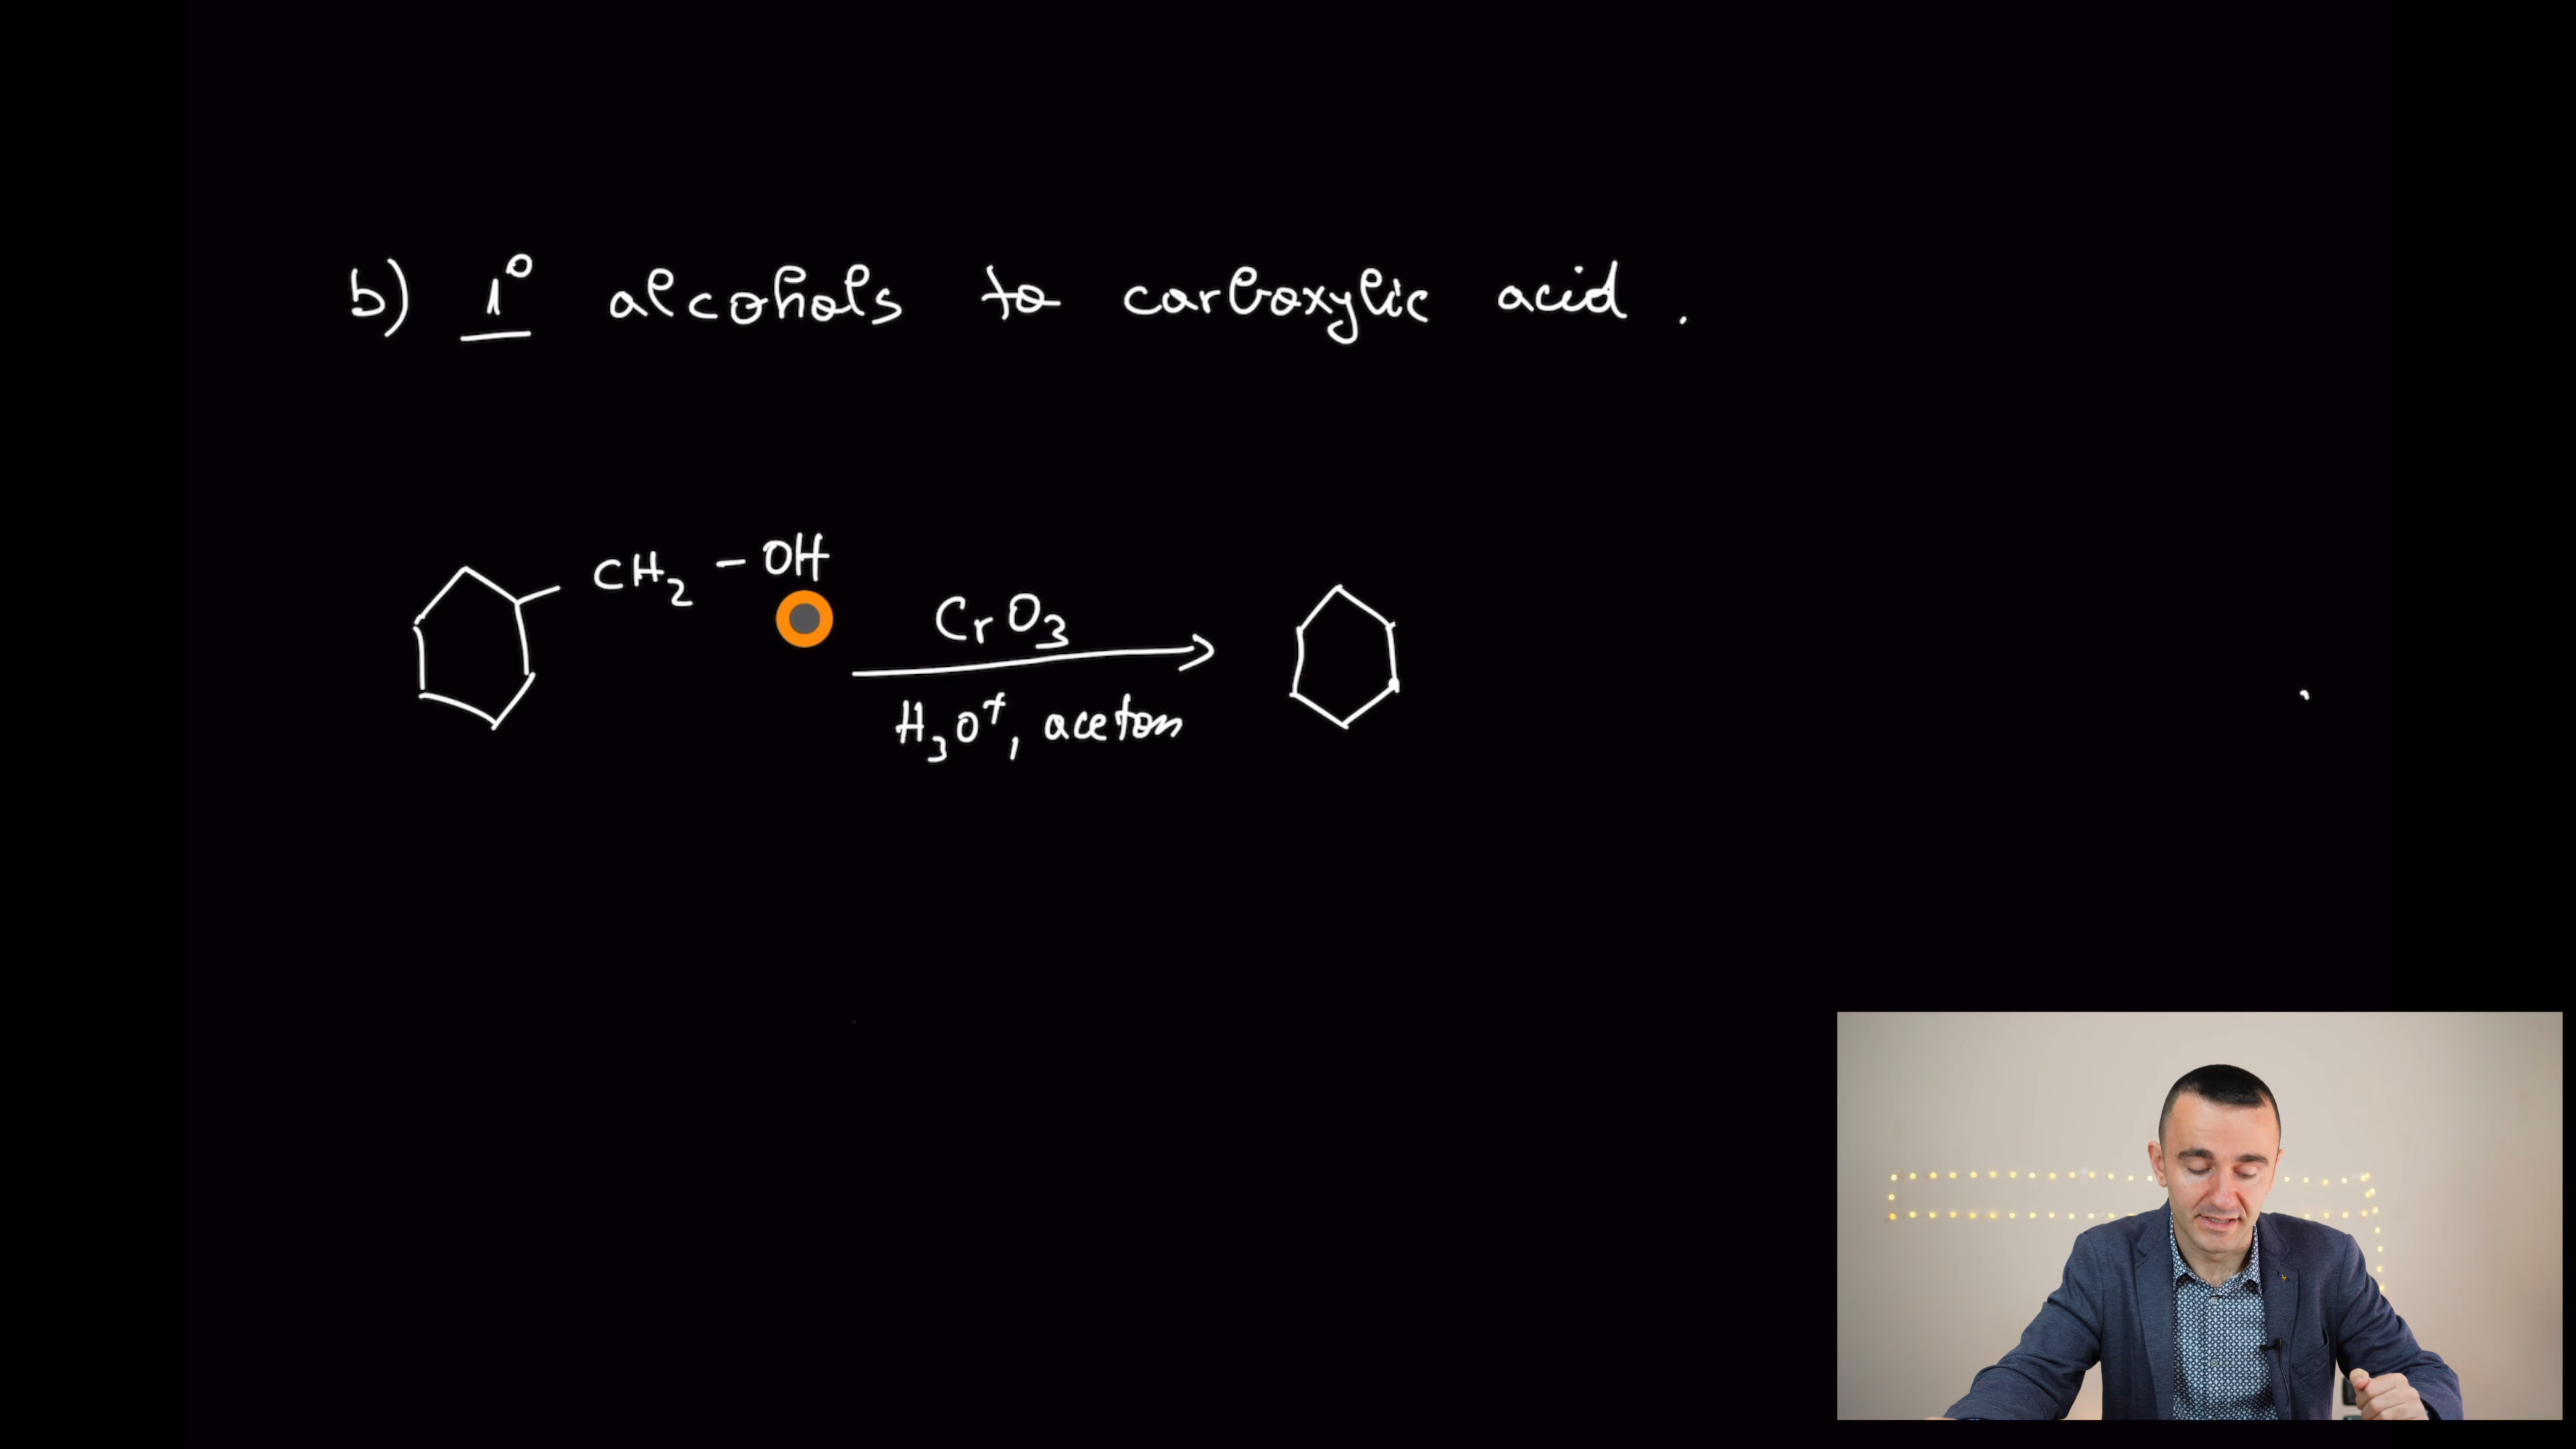 b) 1° alcohols to carboxylic acid.
CH₂ - OH
CrO₃
H₃O⁺, aceton